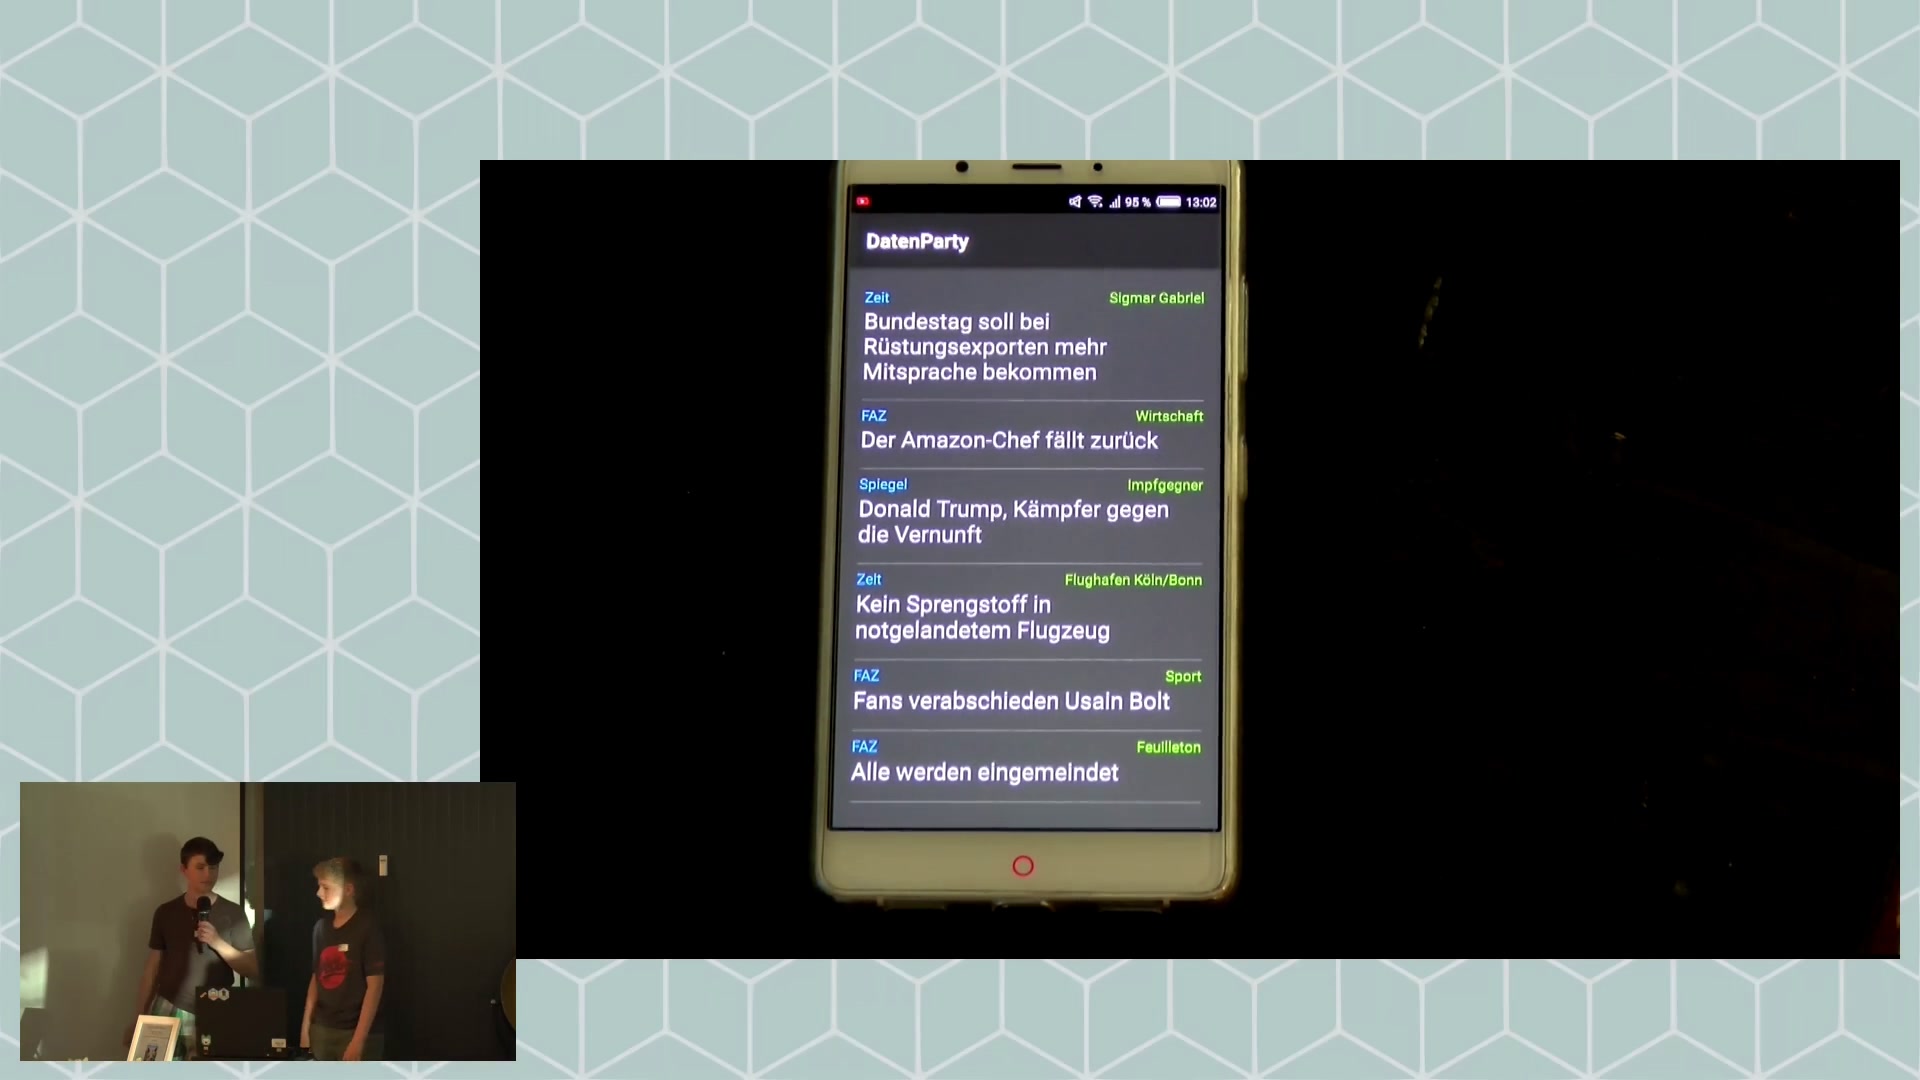 95 %
13:02
DatenParty
Zeit
Sigmar Gabriel
Bundestag soll bei
Rüstungsexporten mehr
Mitsprache bekommen
FAZ
Wirtschaft
Der Amazon-Chef fällt zurück
Spiegel
Impfgegner
Donald Trump, Kämpfer gegen
die Vernunft
Zeit
Flughafen Köln/Bonn
Kein Sprengstoff in
notgelandetem Flugzeug
FAZ
Sport
Fans verabschieden Usain Bolt
FAZ
Feuilleton
Alle werden eingemeindet